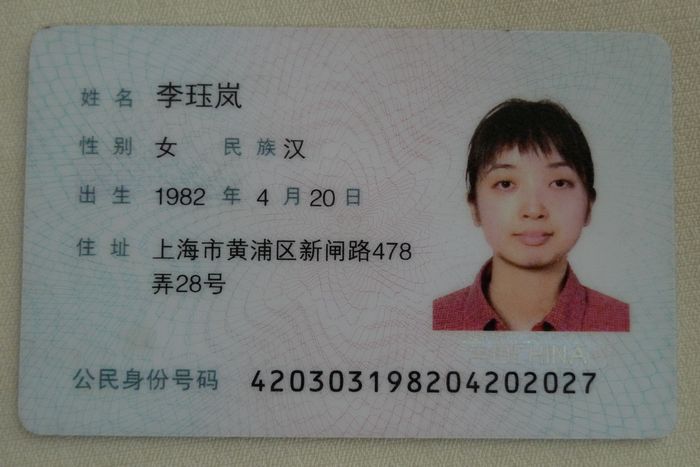 姓名 李珏岚
性别 女 民族 汉
出生 1982 年 4 月 20 日
住址 上海市黄浦区新闸路478
弄28号
CHINA
公民身份号码 420303198204202027